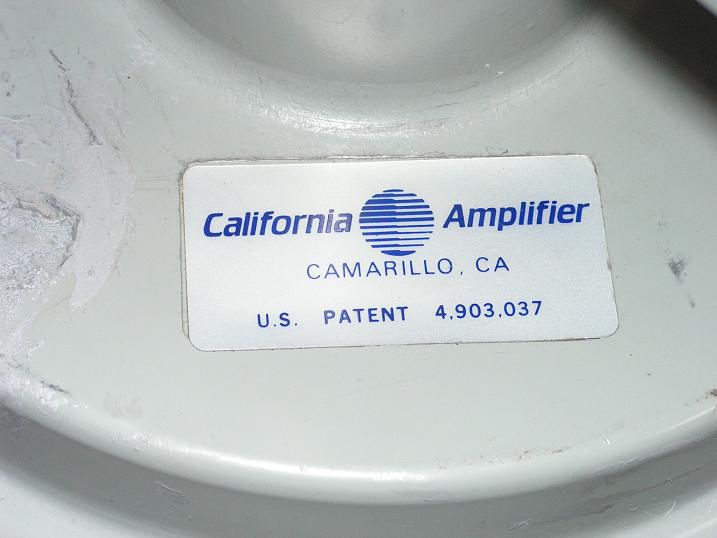 California Amplifier
CAMARILLO, CA
U.S. PATENT 4,903,037